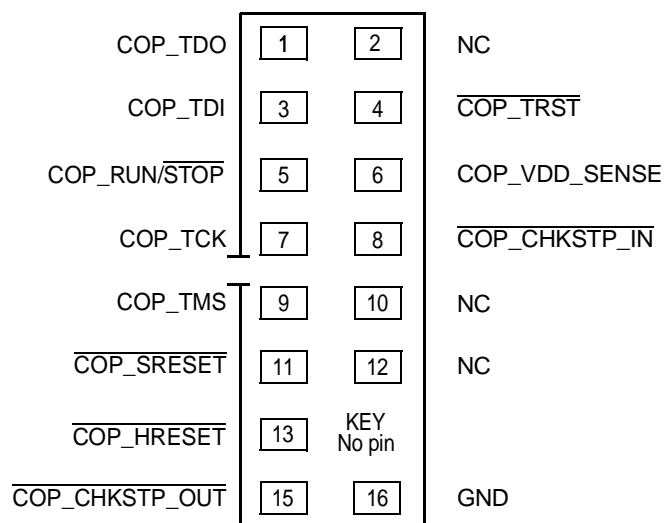 COP_TDO 1 2 NC
COP_TDI 3 4 COP_TRST
COP_RUN/STOP 5 6 COP_VDD_SENSE
COP_TCK 7 8 COP_CHKSTP_IN
COP_TMS 9 10 NC
COP_SRESET 11 12 NC
COP_HRESET 13 KEY
No pin
COP_CHKSTP_OUT 15 16 GND